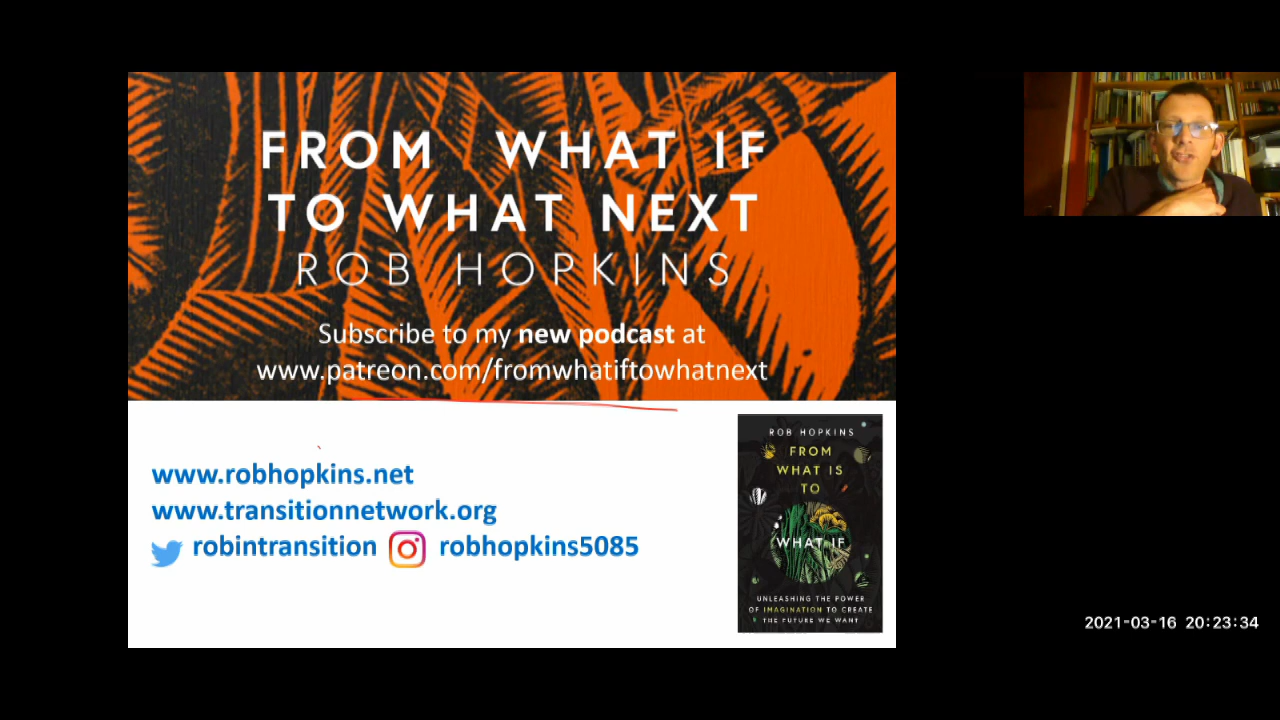 FROM WHAT IF
TO WHAT NEXT
ROB HOPKINS
Subscribe to my new podcast at
www.patreon.com/fromwhatiftowhatnext
www.robhopkins.net
www.transitionnetwork.org
robintransition robhopkins5085
ROB HOPKINS
FROM
WHAT IS
TO
WHAT IF
UNLEASHING THE POWER
OF IMAGINATION TO CREATE
THE FUTURE WE WANT
2021-03-16 20:23:34